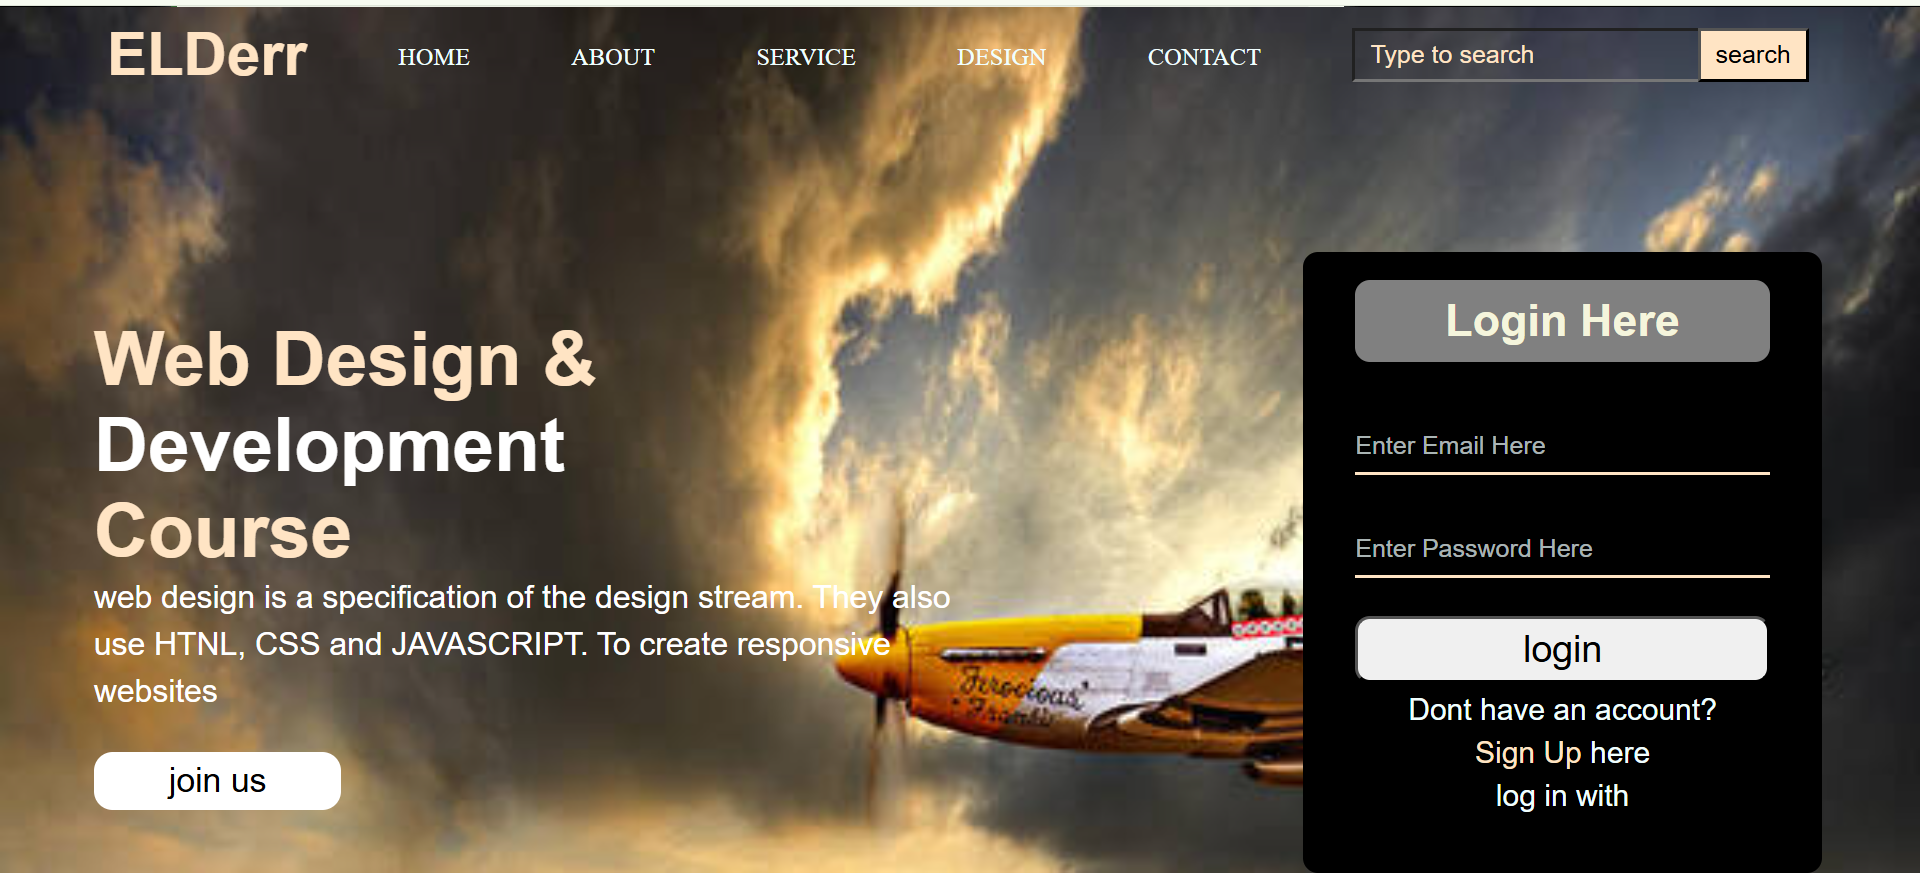 ELDerr
HOME ABOUT SERVICE DESIGN CONTACT
Type to search search
Web Design &
Development
Course
web design is a specification of the design stream. They also
use HTNL, CSS and JAVASCRIPT. To create responsive
websites
join us
Ferocious
Frankie
Login Here
Enter Email Here
Enter Password Here
login
Dont have an account?
Sign Up here
log in with